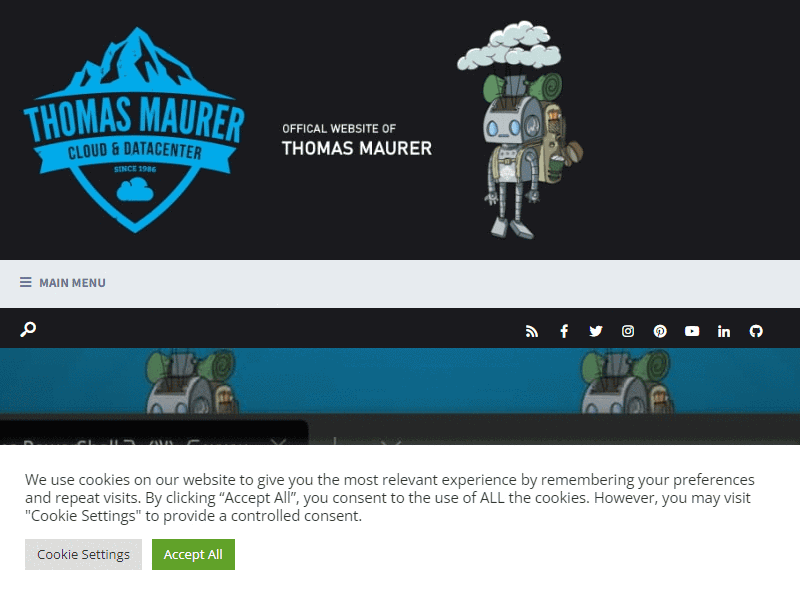 THOMAS MAURER
CLOUD & DATACENTER
SINCE 1986
OFFICAL WEBSITE OF
THOMAS MAURER
MAIN MENU
We use cookies on our website to give you the most relevant experience by remembering your preferences
and repeat visits. By clicking “Accept All”, you consent to the use of ALL the cookies. However, you may visit
"Cookie Settings" to provide a controlled consent.
Cookie Settings
Accept All